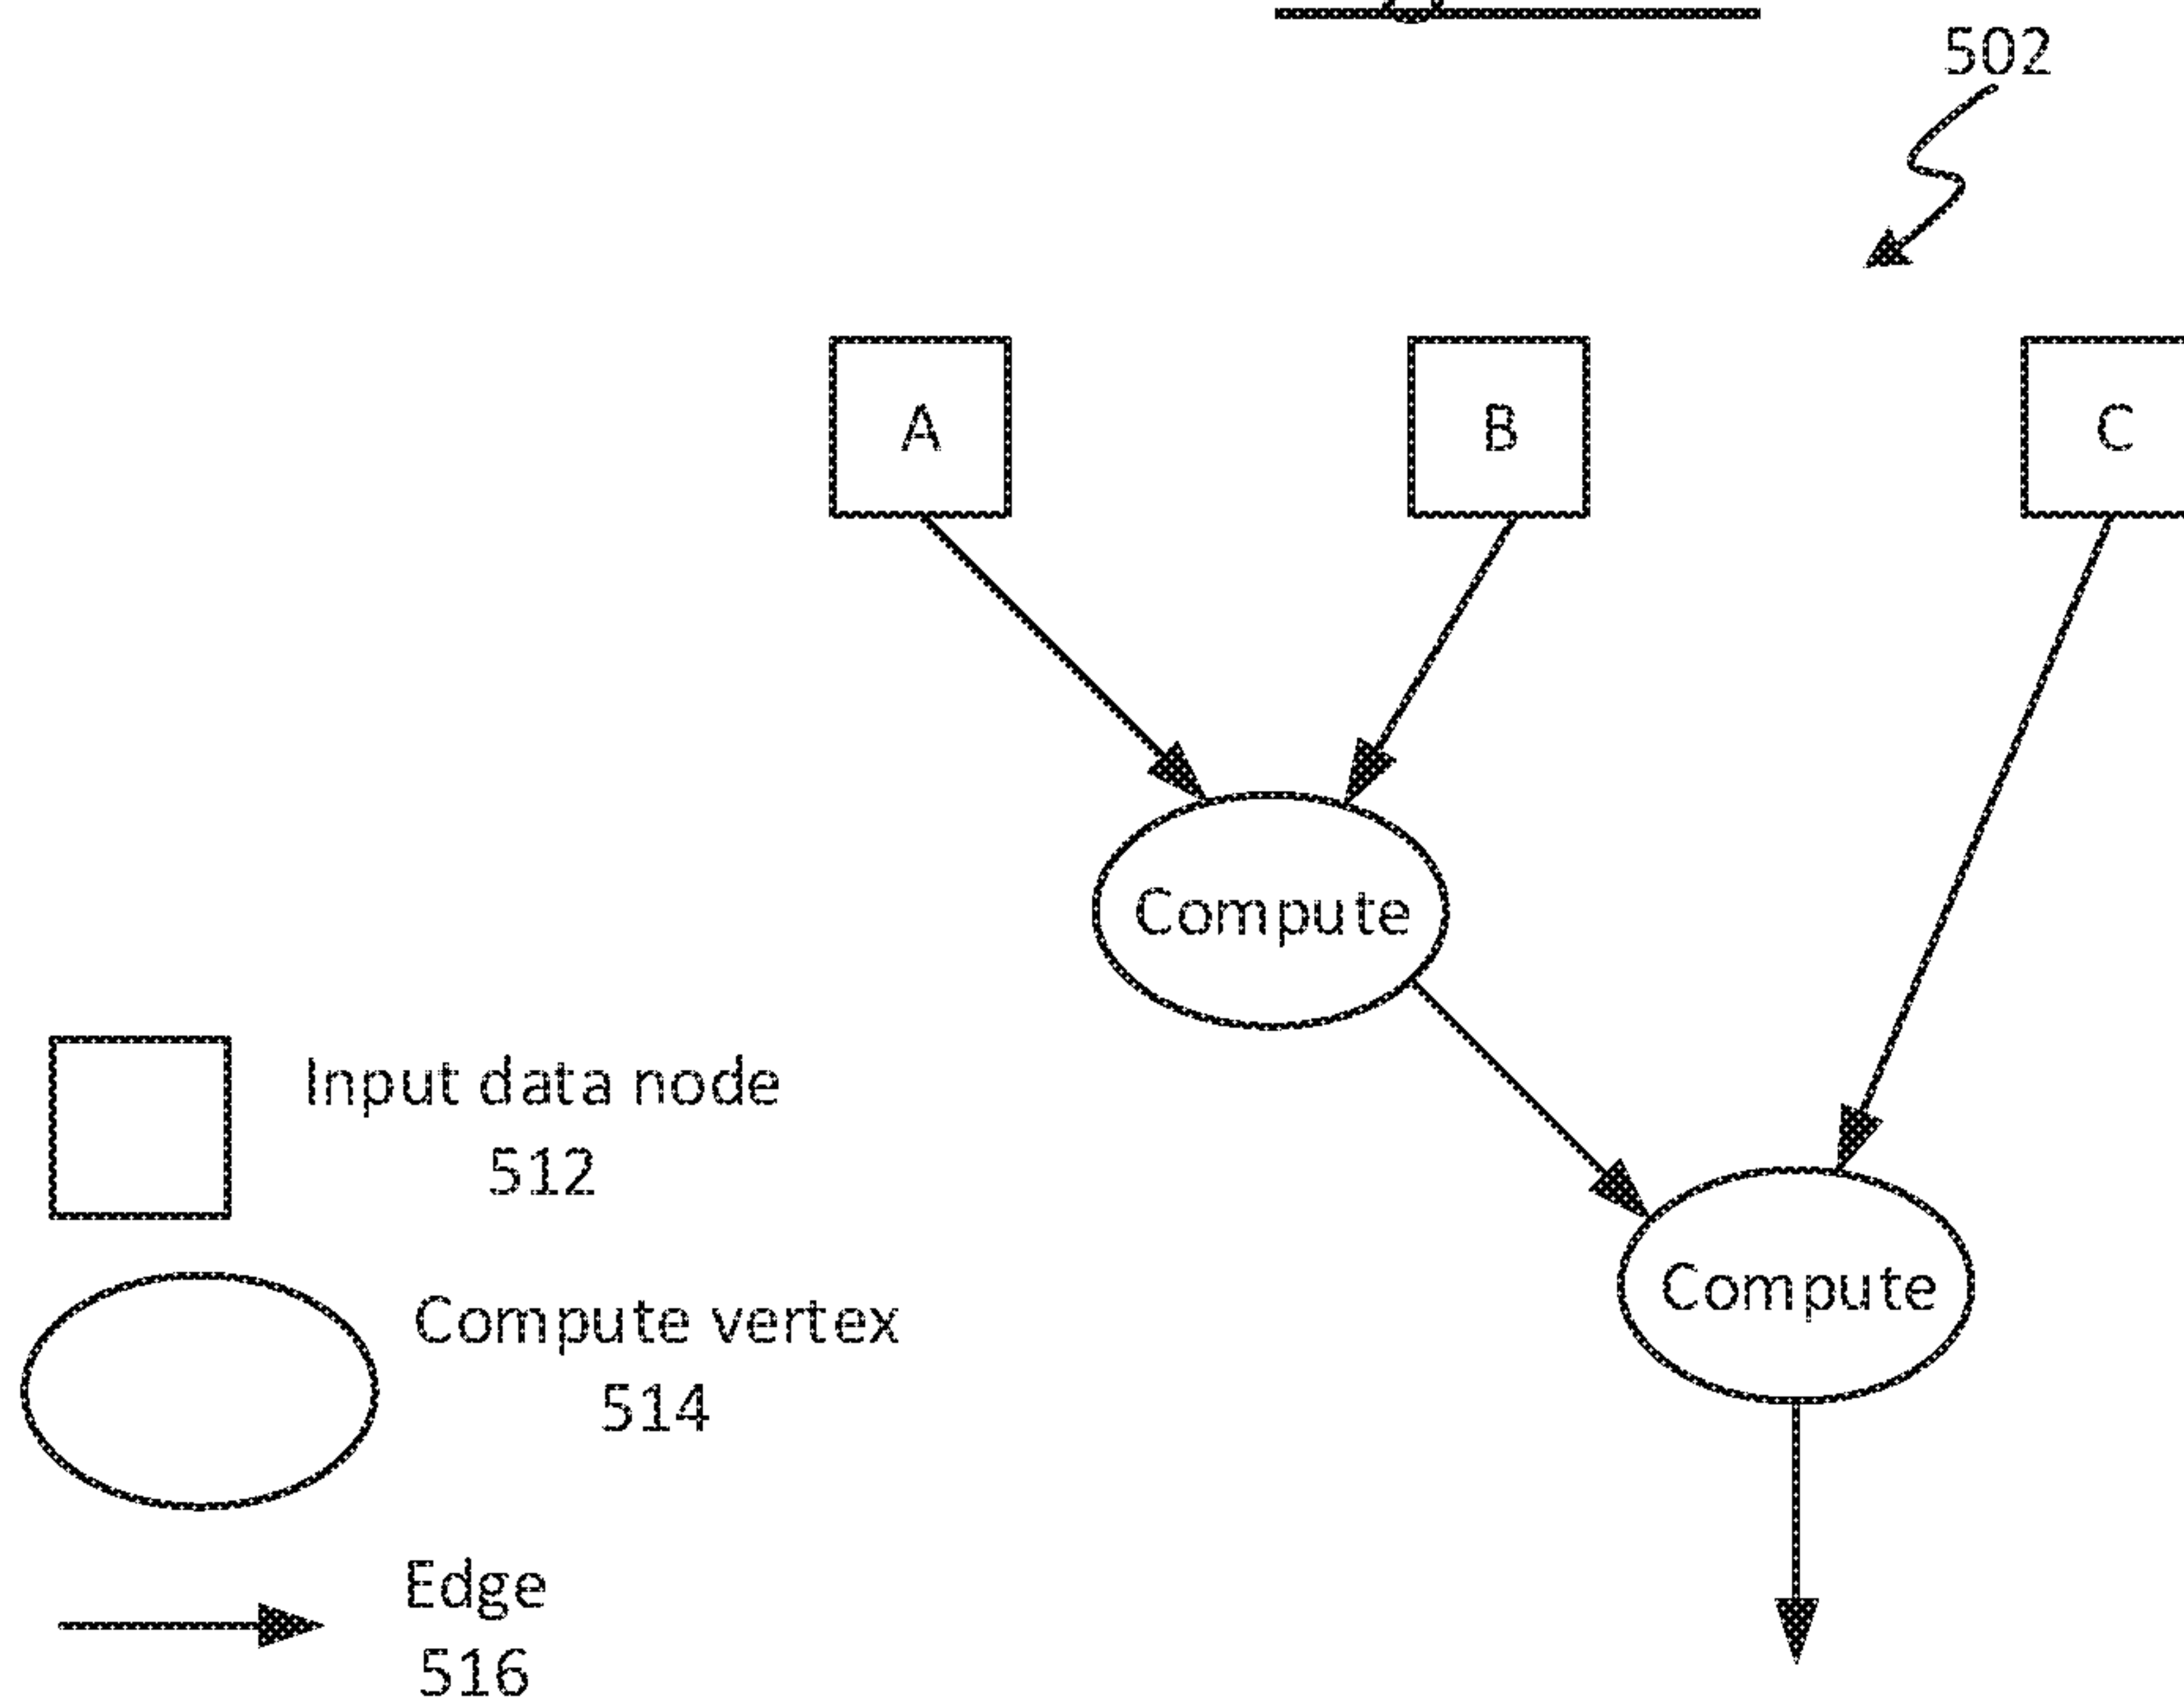 502
A
B
C
Compute
Input data node
512
Compute
Compute vertex
514
Edge
516